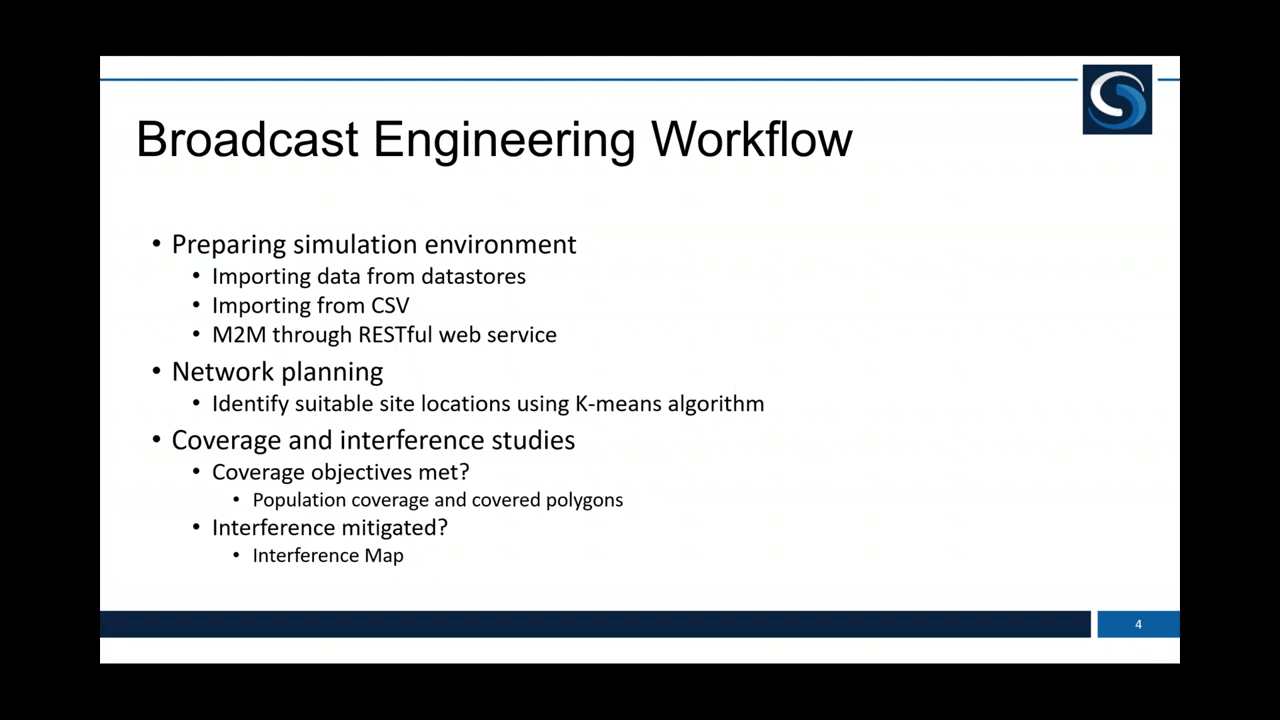 Broadcast Engineering Workflow
• Preparing simulation environment
• Importing data from datastores
• Importing from CSV
• M2M through RESTful web service
• Network planning
• Identify suitable site locations using K-means algorithm
• Coverage and interference studies
• Coverage objectives met?
• Population coverage and covered polygons
• Interference mitigated?
• Interference Map
4